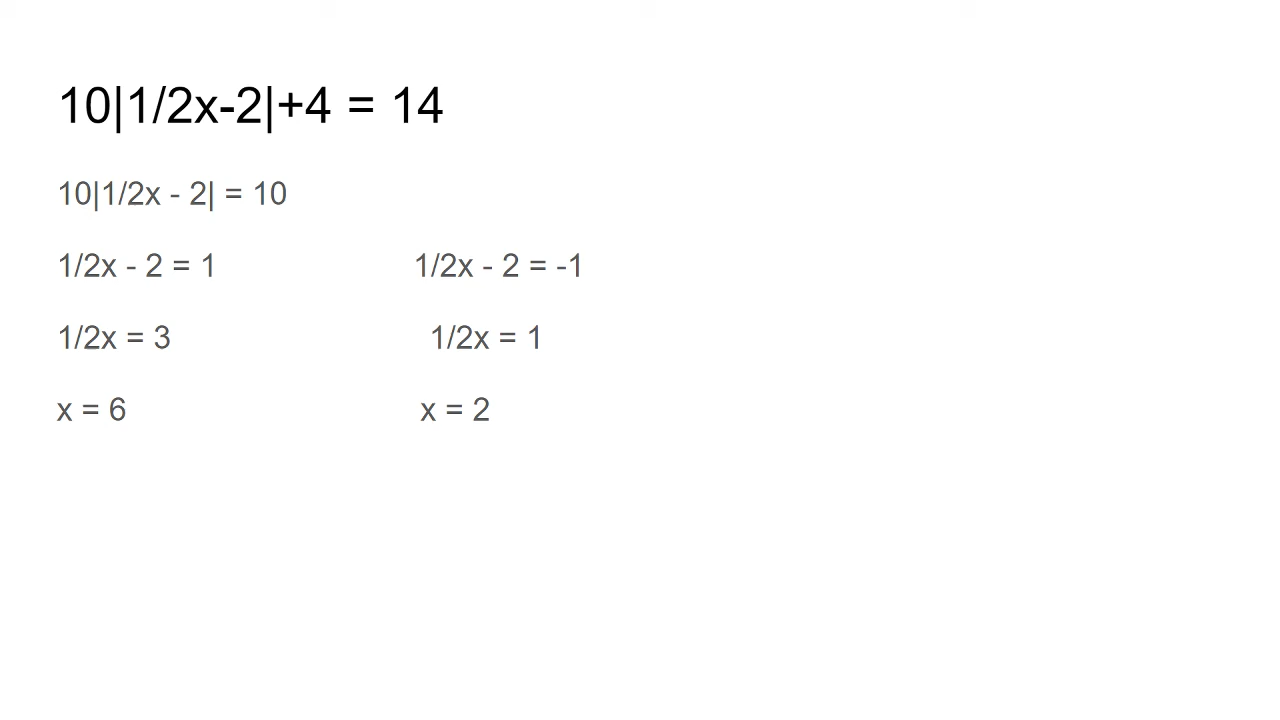 10|1/2x-2|+4 = 14
10|1/2x - 2| = 10
1/2x - 2 = 1 1/2x - 2 = -1
1/2x = 3 1/2x = 1
x = 6 x = 2